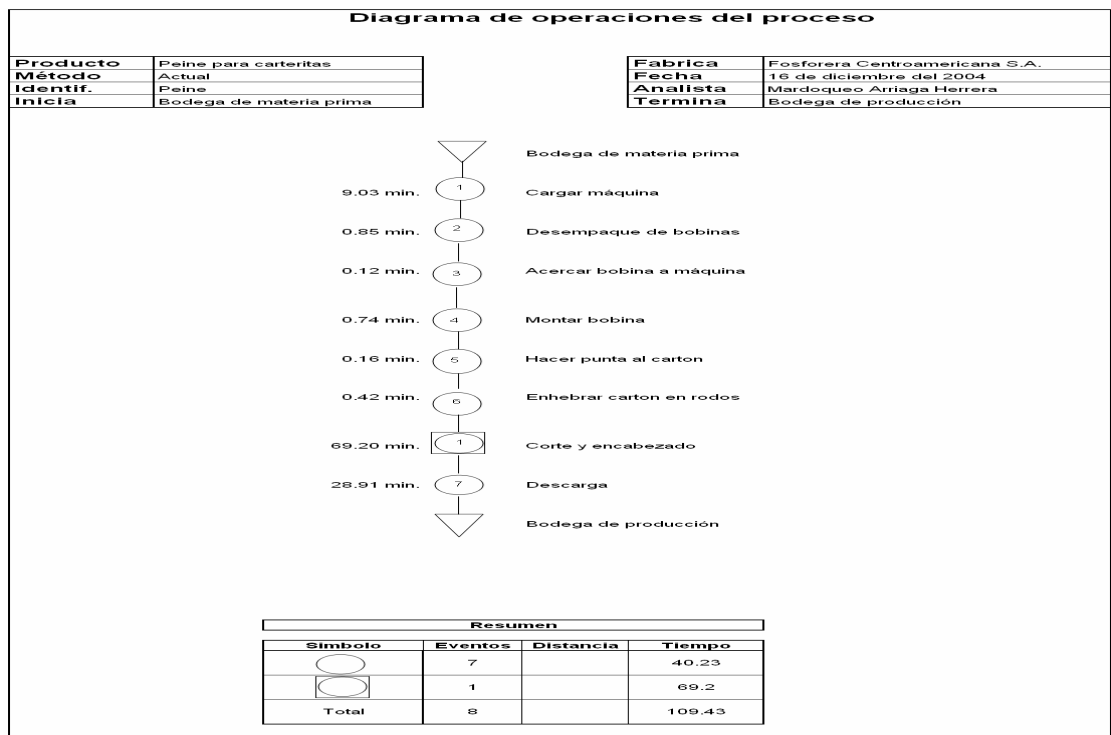 Diagrama de operaciones del proceso
Producto Peine para carteritas
Método Actual
Identif. Peine
Inicia Bodega de materia prima
Fabrica Fosforera Centroamericana S.A.
Fecha 16 de diciembre del 2004
Analista Mardoqueo Arriaga Herrera
Termina Bodega de producción
Bodega de materia prima
9.03 min. 1 Cargar máquina
0.85 min. 2 Desempaque de bobinas
0.12 min. 3 Acercar bobina a máquina
0.74 min. 4 Montar bobina
0.16 min. 5 Hacer punta al carton
0.42 min. 6 Enhebrar carton en rodos
69.20 min. 1 Corte y encabezado
28.91 min. 7 Descarga
Bodega de producción
Resumen
Simbolo Eventos Distancia Tiempo
7 40.23
1 69.2
Total 8 109.43